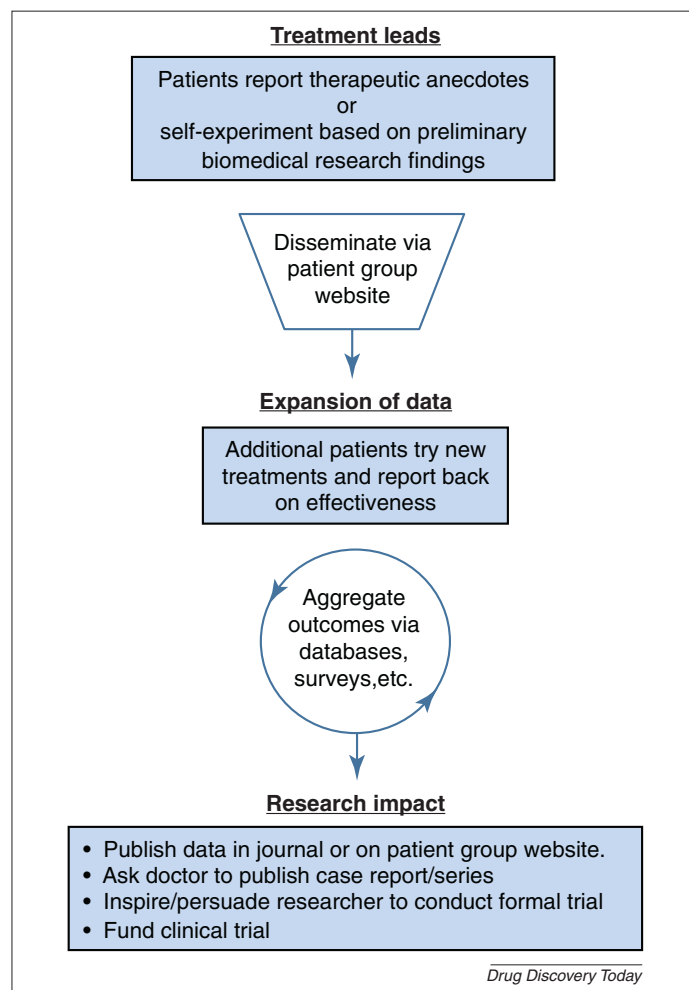 Treatment leads
Patients report therapeutic anecdotes
or
self-experiment based on preliminary
biomedical research findings
Disseminate via
patient group
website
Expansion of data
Additional patients try new
treatments and report back
on effectiveness
Aggregate
outcomes via
databases,
surveys,etc.
Research impact
• Publish data in journal or on patient group website.
• Ask doctor to publish case report/series
• Inspire/persuade researcher to conduct formal trial
• Fund clinical trial
Drug Discovery Today